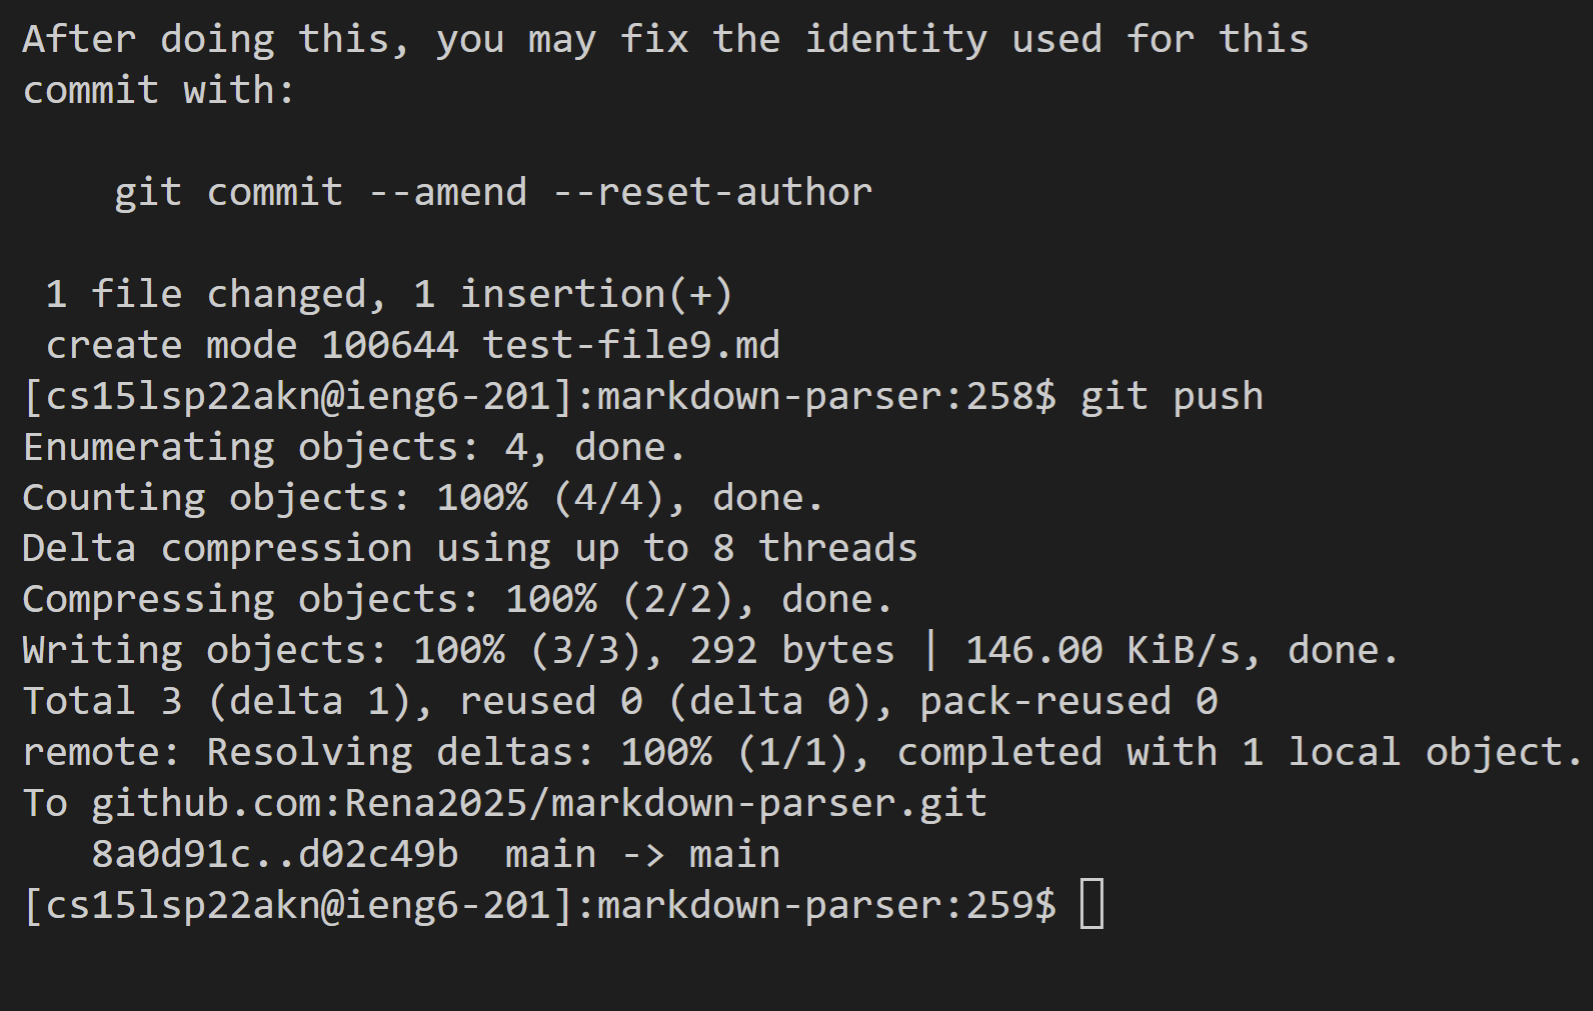 After doing this, you may fix the identity used for this
commit with:
git commit --amend --reset-author
1 file changed, 1 insertion(+)
create mode 100644 test-file9.md
[cs15lsp22akn@ieng6-201]:markdown-parser:258$ git push
Enumerating objects: 4, done.
Counting objects: 100% (4/4), done.
Delta compression using up to 8 threads
Compressing objects: 100% (2/2), done.
Writing objects: 100% (3/3), 292 bytes | 146.00 KiB/s, done.
Total 3 (delta 1), reused 0 (delta 0), pack-reused 0
remote: Resolving deltas: 100% (1/1), completed with 1 local object.
To github.com:Rena2025/markdown-parser.git
8a0d91c..d02c49b  main -> main
[cs15lsp22akn@ieng6-201]:markdown-parser:259$